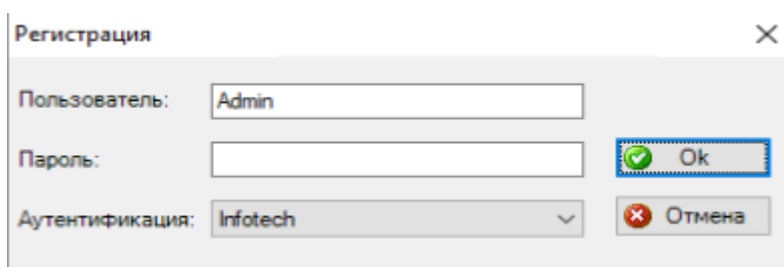 Регистрация
Пользователь: Admin
Пароль: Ok
Аутентификация: Infotech Отмена